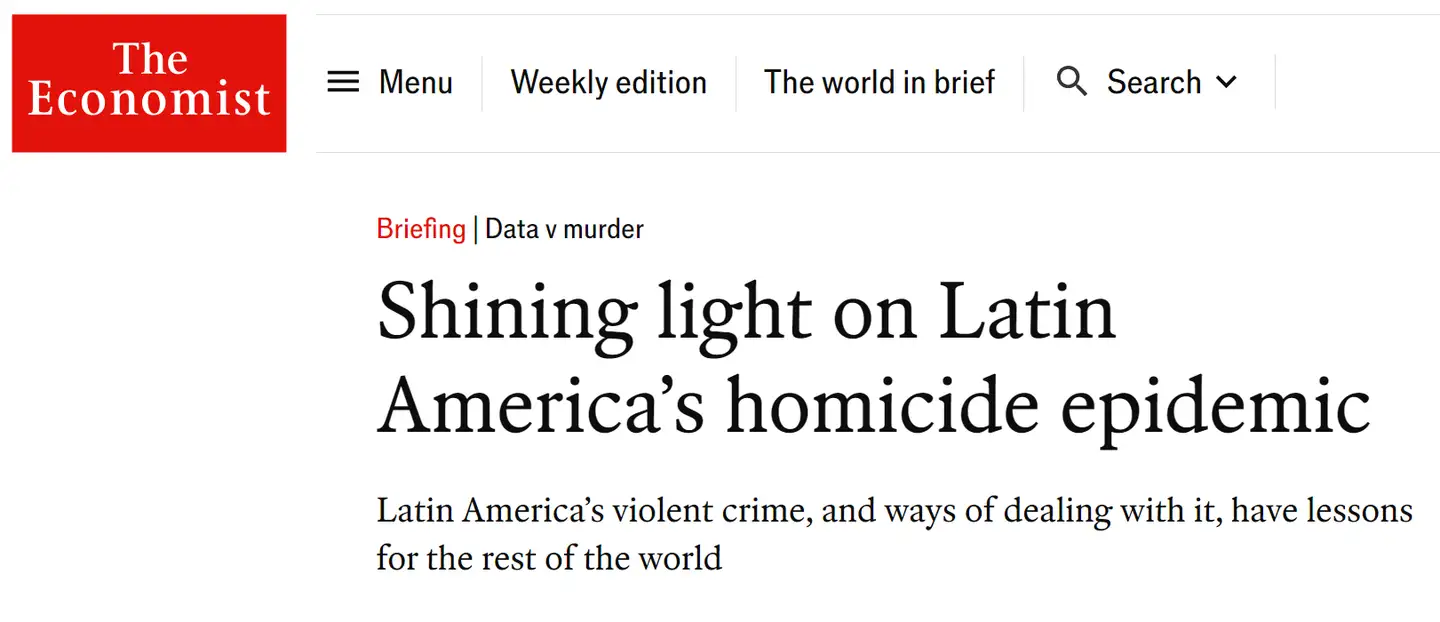 The
Economist
Menu
Weekly edition
The world in brief
Search
Briefing | Data v murder
Shining light on Latin
America’s homicide epidemic
Latin America’s violent crime, and ways of dealing with it, have lessons
for the rest of the world